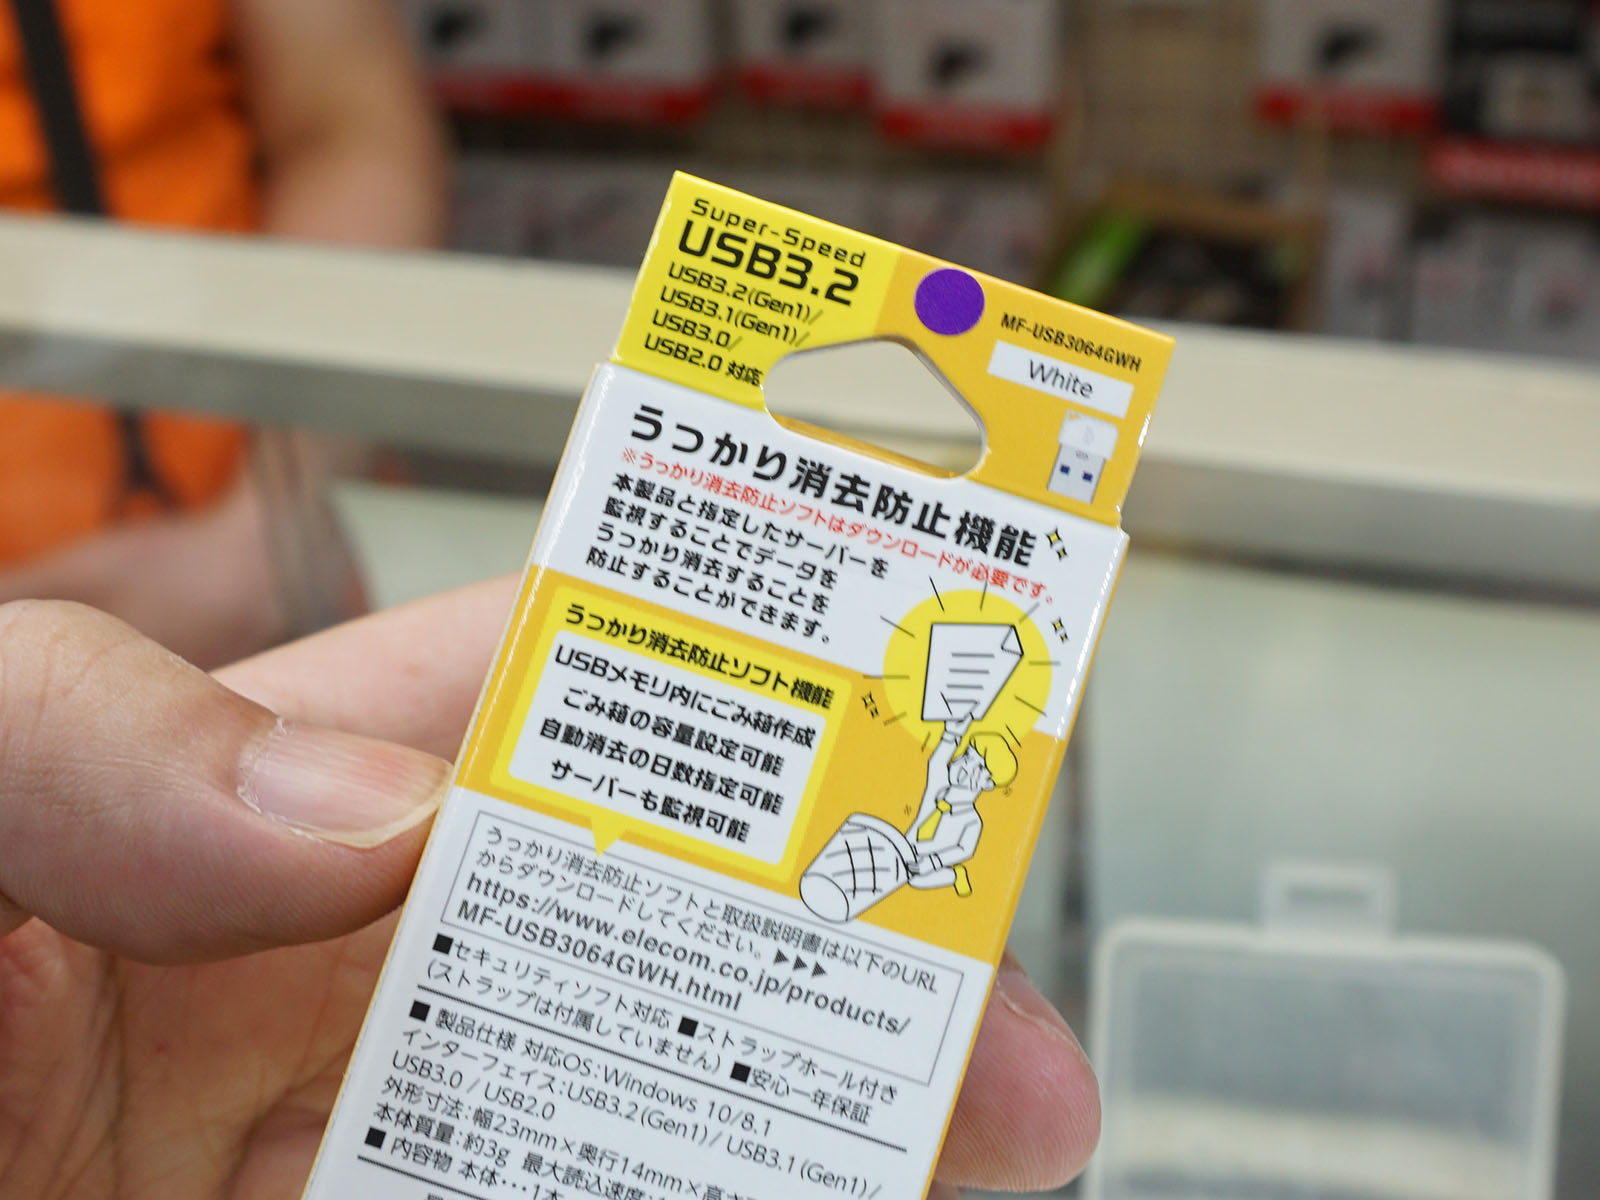 Super-Speed
USB3.2
USB3.2(Gen1)/
USB3.1(Gen1)/
USB3.0/
USB2.0 対応
MF-USB3064GWH
White
うっかり消去防止機能
※うっかり消去防止ソフトはダウンロードが必要です。
本製品と指定したサーバーを
監視することでデータを
うっかり消去することを
防止することができます。
うっかり消去防止ソフト機能
USBメモリ内にごみ箱作成
ごみ箱の容量設定可能
自動消去の日数指定可能
サーバーも監視可能
うっかり消去防止ソフトと取扱説明書は以下のURL
からダウンロードしてください。▶▶▶
https://www.elecom.co.jp/products/
MF-USB3064GWH.html
■セキュリティソフト対応 ■ストラップホール付き
(ストラップは付属していません) ■安心一年保証
■ 製品仕様 対応OS:Windows 10/8.1
インターフェイス:USB3.2(Gen1)/ USB3.1(Gen1)/
USB3.0 / USB2.0
外形寸法:幅23mm×奥行14mm×高さ
本体質量:約3g 最大読込速度:
■ 内容物 本体･･･1本